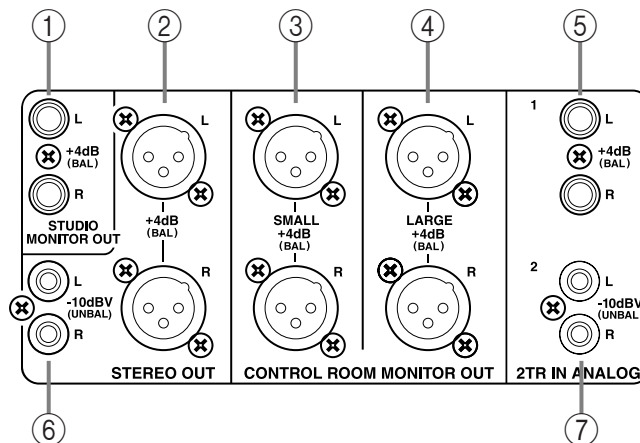 ① ② ③ ④ ⑤
L
+4dB
(BAL)
R
STUDIO
MONITOR OUT
L
-10dBV
(UNBAL)
R
L
+4dB
(BAL)
R
STEREO OUT
L
SMALL
+4dB
(BAL)
R
L
LARGE
+4dB
(BAL)
R
CONTROL ROOM MONITOR OUT
1
L
+4dB
(BAL)
R
2
L
-10dBV
(UNBAL
R
2TR IN ANALOG
⑥ ⑦